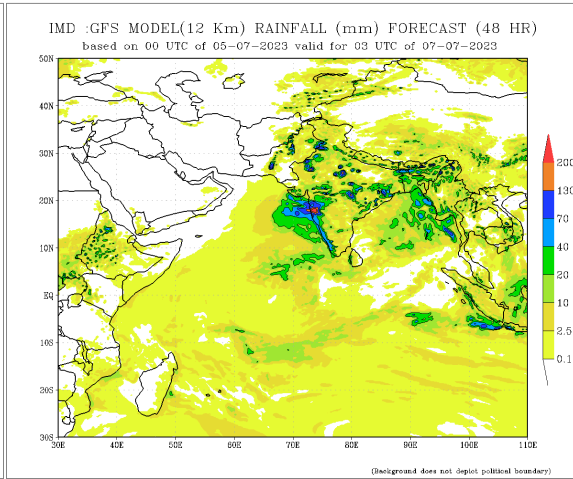 IMD :GFS MODEL(12 Km) RAINFALL (mm) FORECAST (48 HR)
based on 00 UTC of 05-07-2023 valid for 03 UTC of 07-07-2023
50N
40N
30N
20N
10N
EQ
10S
20S
30S
30E 40E 50E 60E 70E 80E 90E 100E 110E
200
130
70
40
20
10
2.5
0.1
(Background does not depict political boundary)